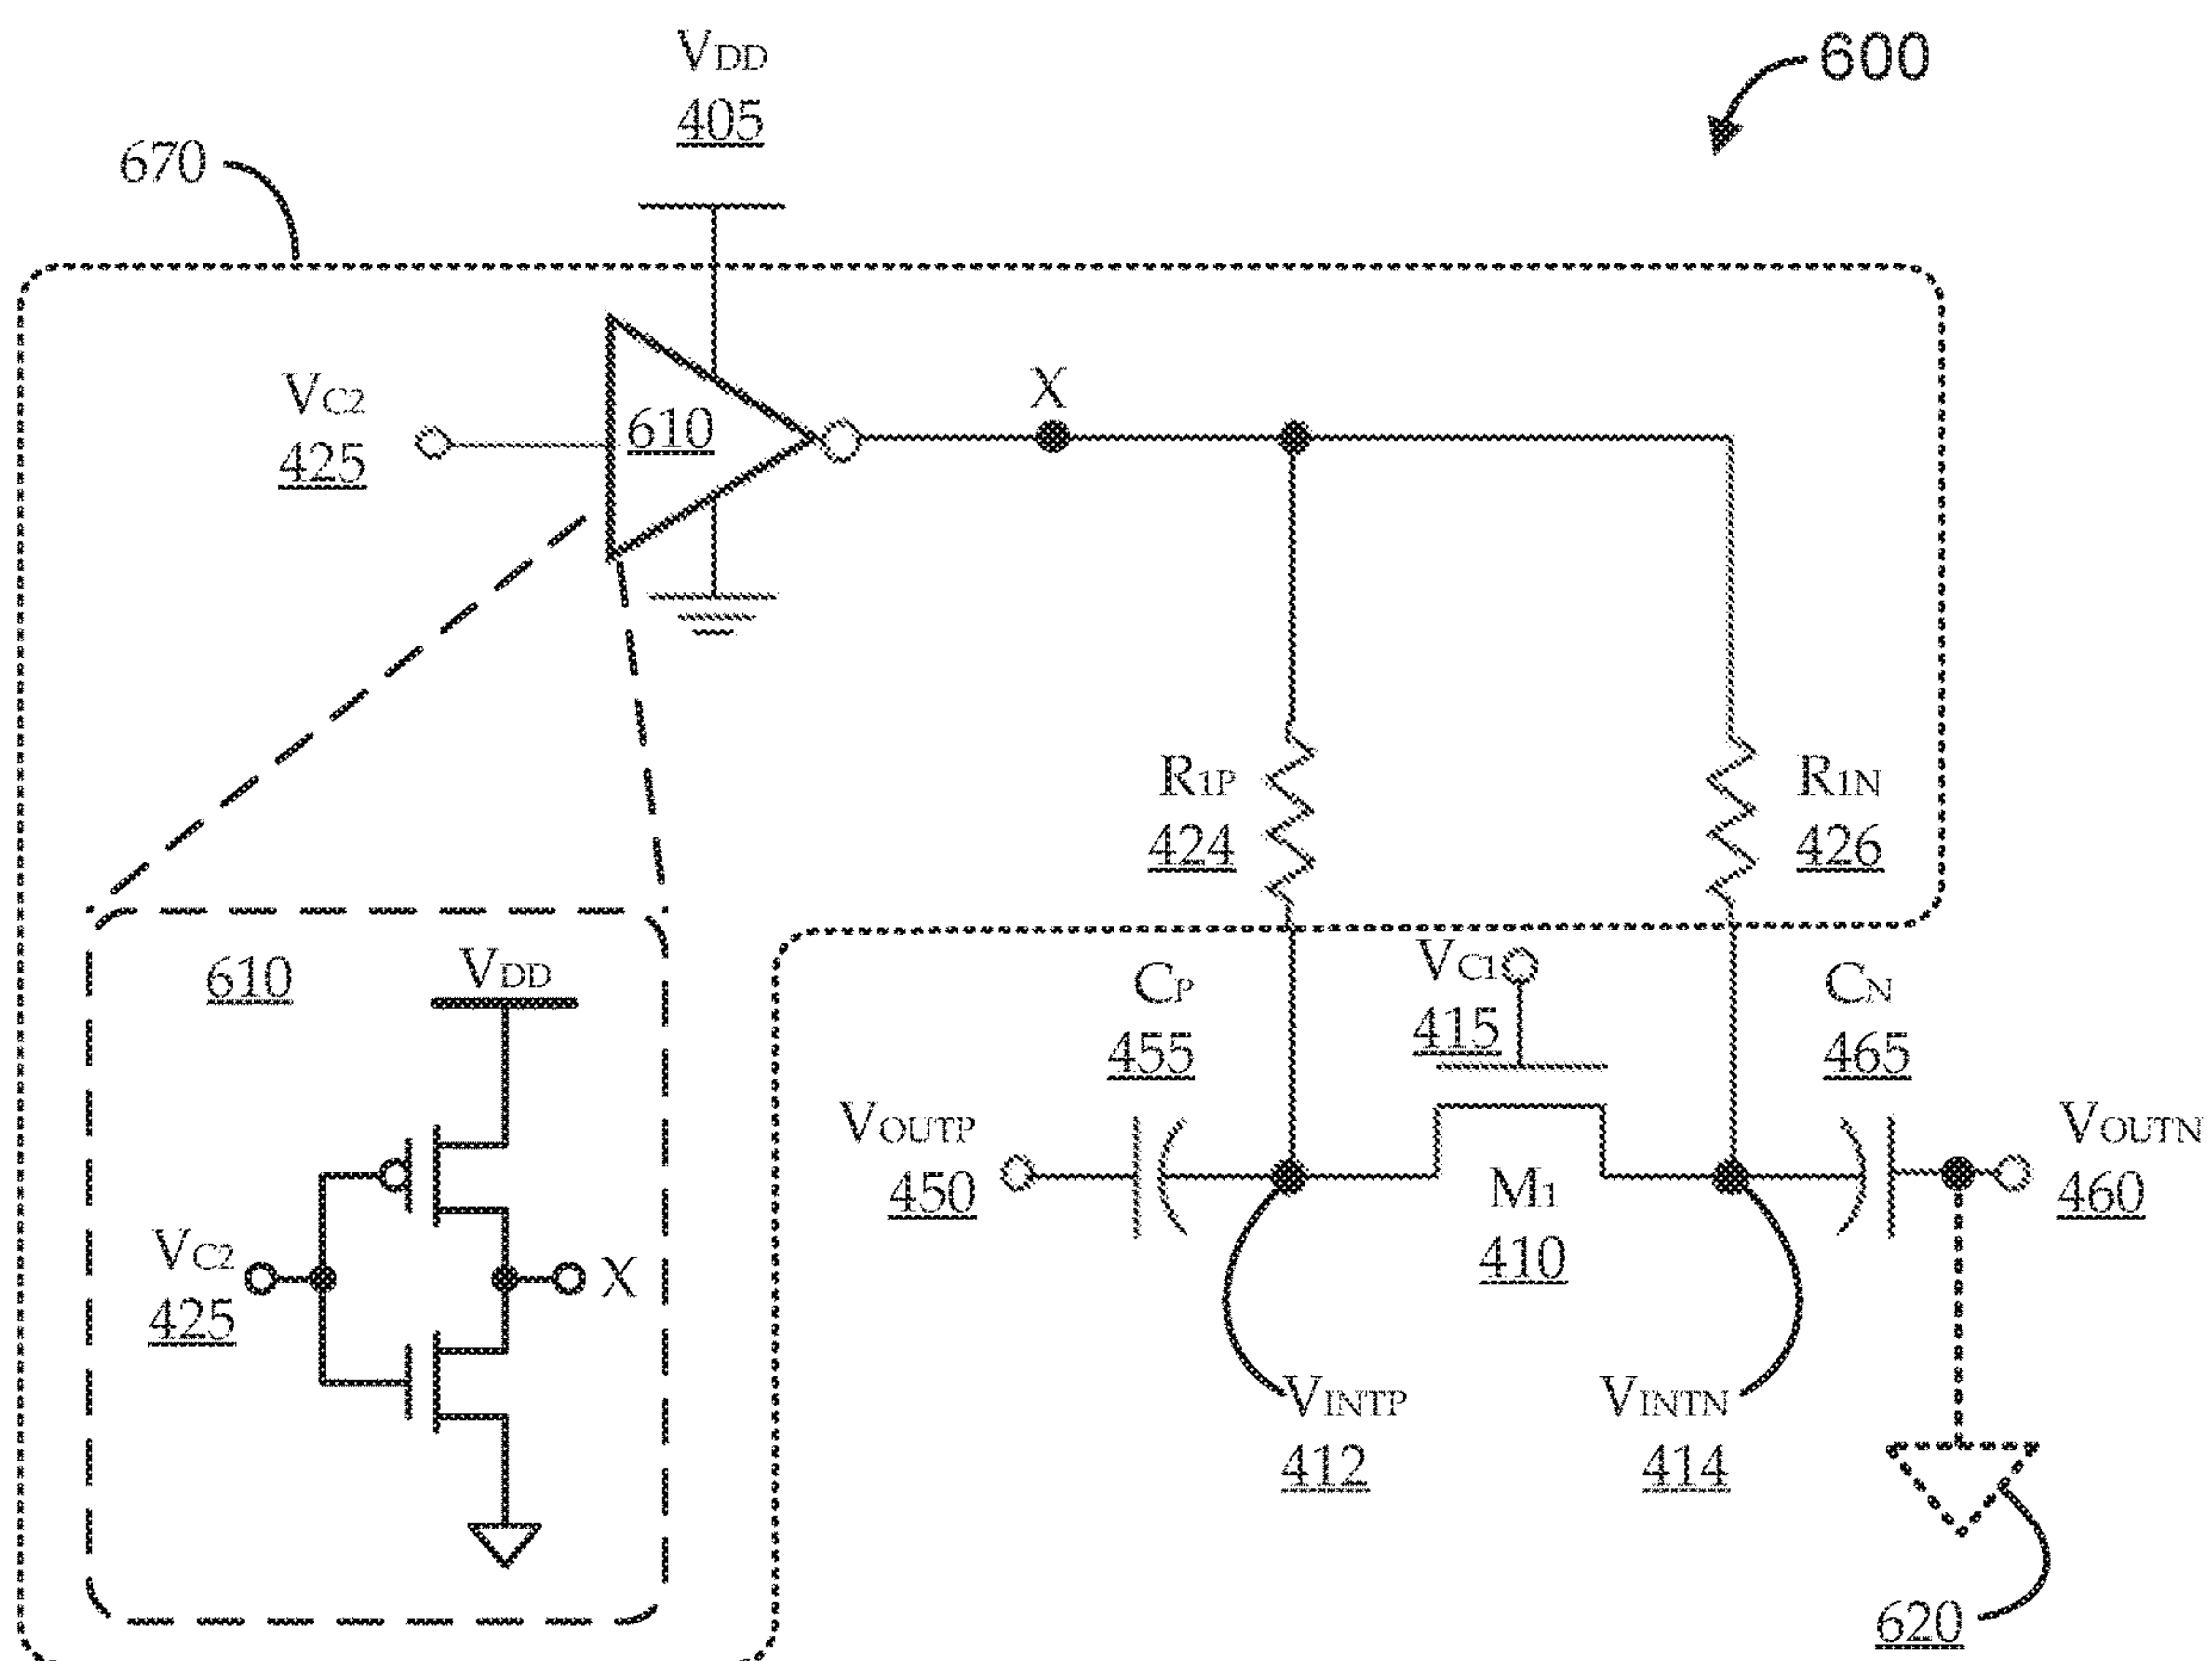 VDD
405
600
670
VC2
425
610
X
R1P
424
R1N
426
610
VDD
VC2
425
X
CP
455
VC1
415
CN
465
VOUTP
450
M1
410
VOUTN
460
VINTP
412
VINTN
414
620